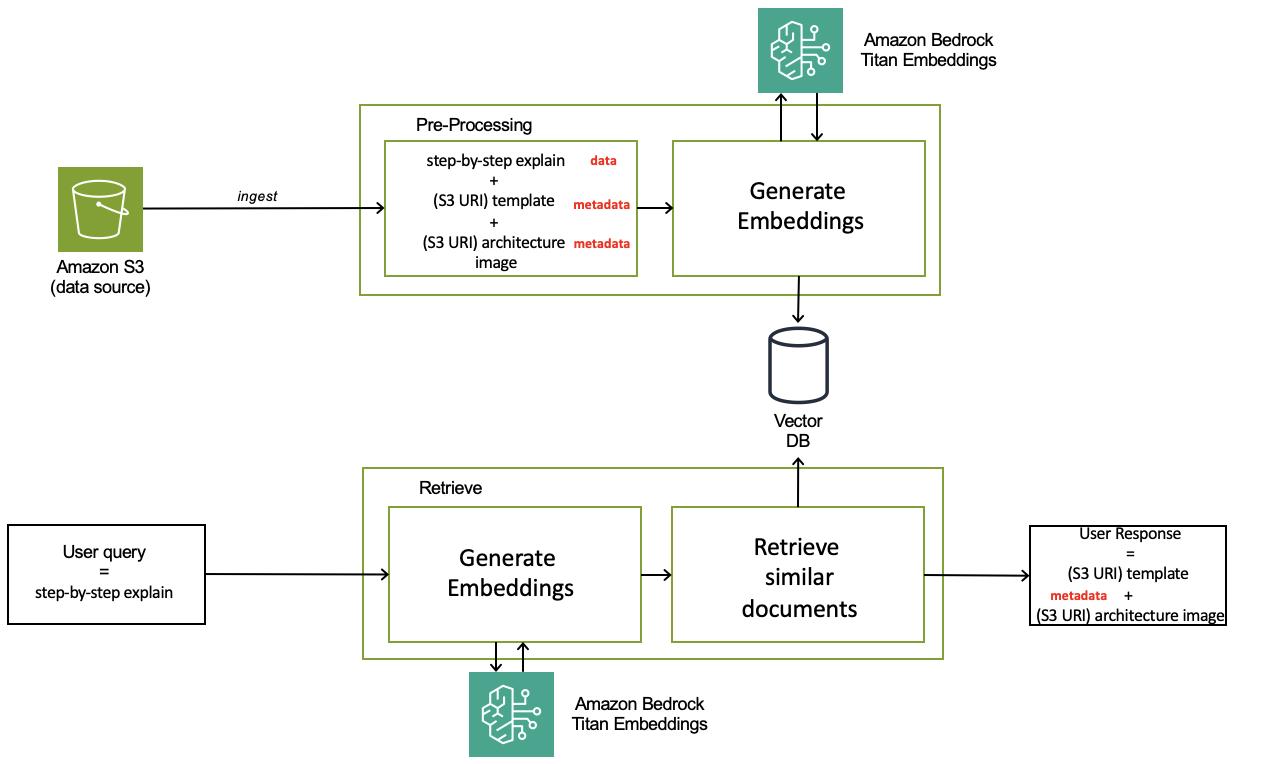 Amazon Bedrock
Titan Embeddings
Pre-Processing
step-by-step explain data
+
(S3 URI) template metadata
+
(S3 URI) architecture metadata
image
Generate
Embeddings
ingest
Amazon S3
(data source)
Vector
DB
Retrieve
User query
=
step-by-step explain
Generate
Embeddings
Retrieve
similar
documents
User Response
=
(S3 URI) template
metadata +
(S3 URI) architecture image
Amazon Bedrock
Titan Embeddings